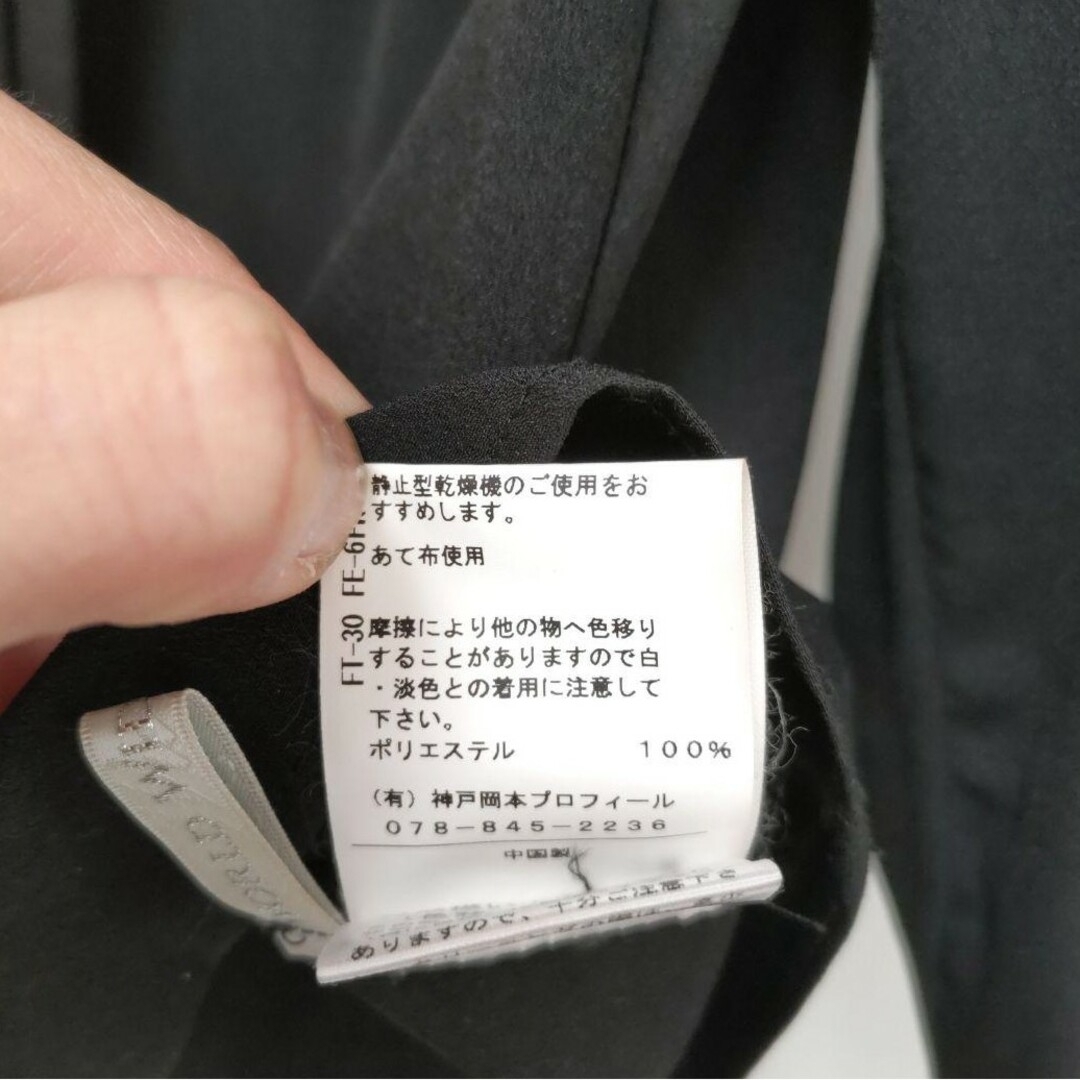 静止型乾燥機のご使用をお
すすめします。
あて布使用
摩擦により他の物へ色移り
することがありますので白
・淡色との着用に注意して
下さい。
ポリエステル 100%
(有)神戸岡本プロフィール
078-845-2236
中国製
FT-30 FE-6F
ありますので、十分ご注意下さ
WORLD